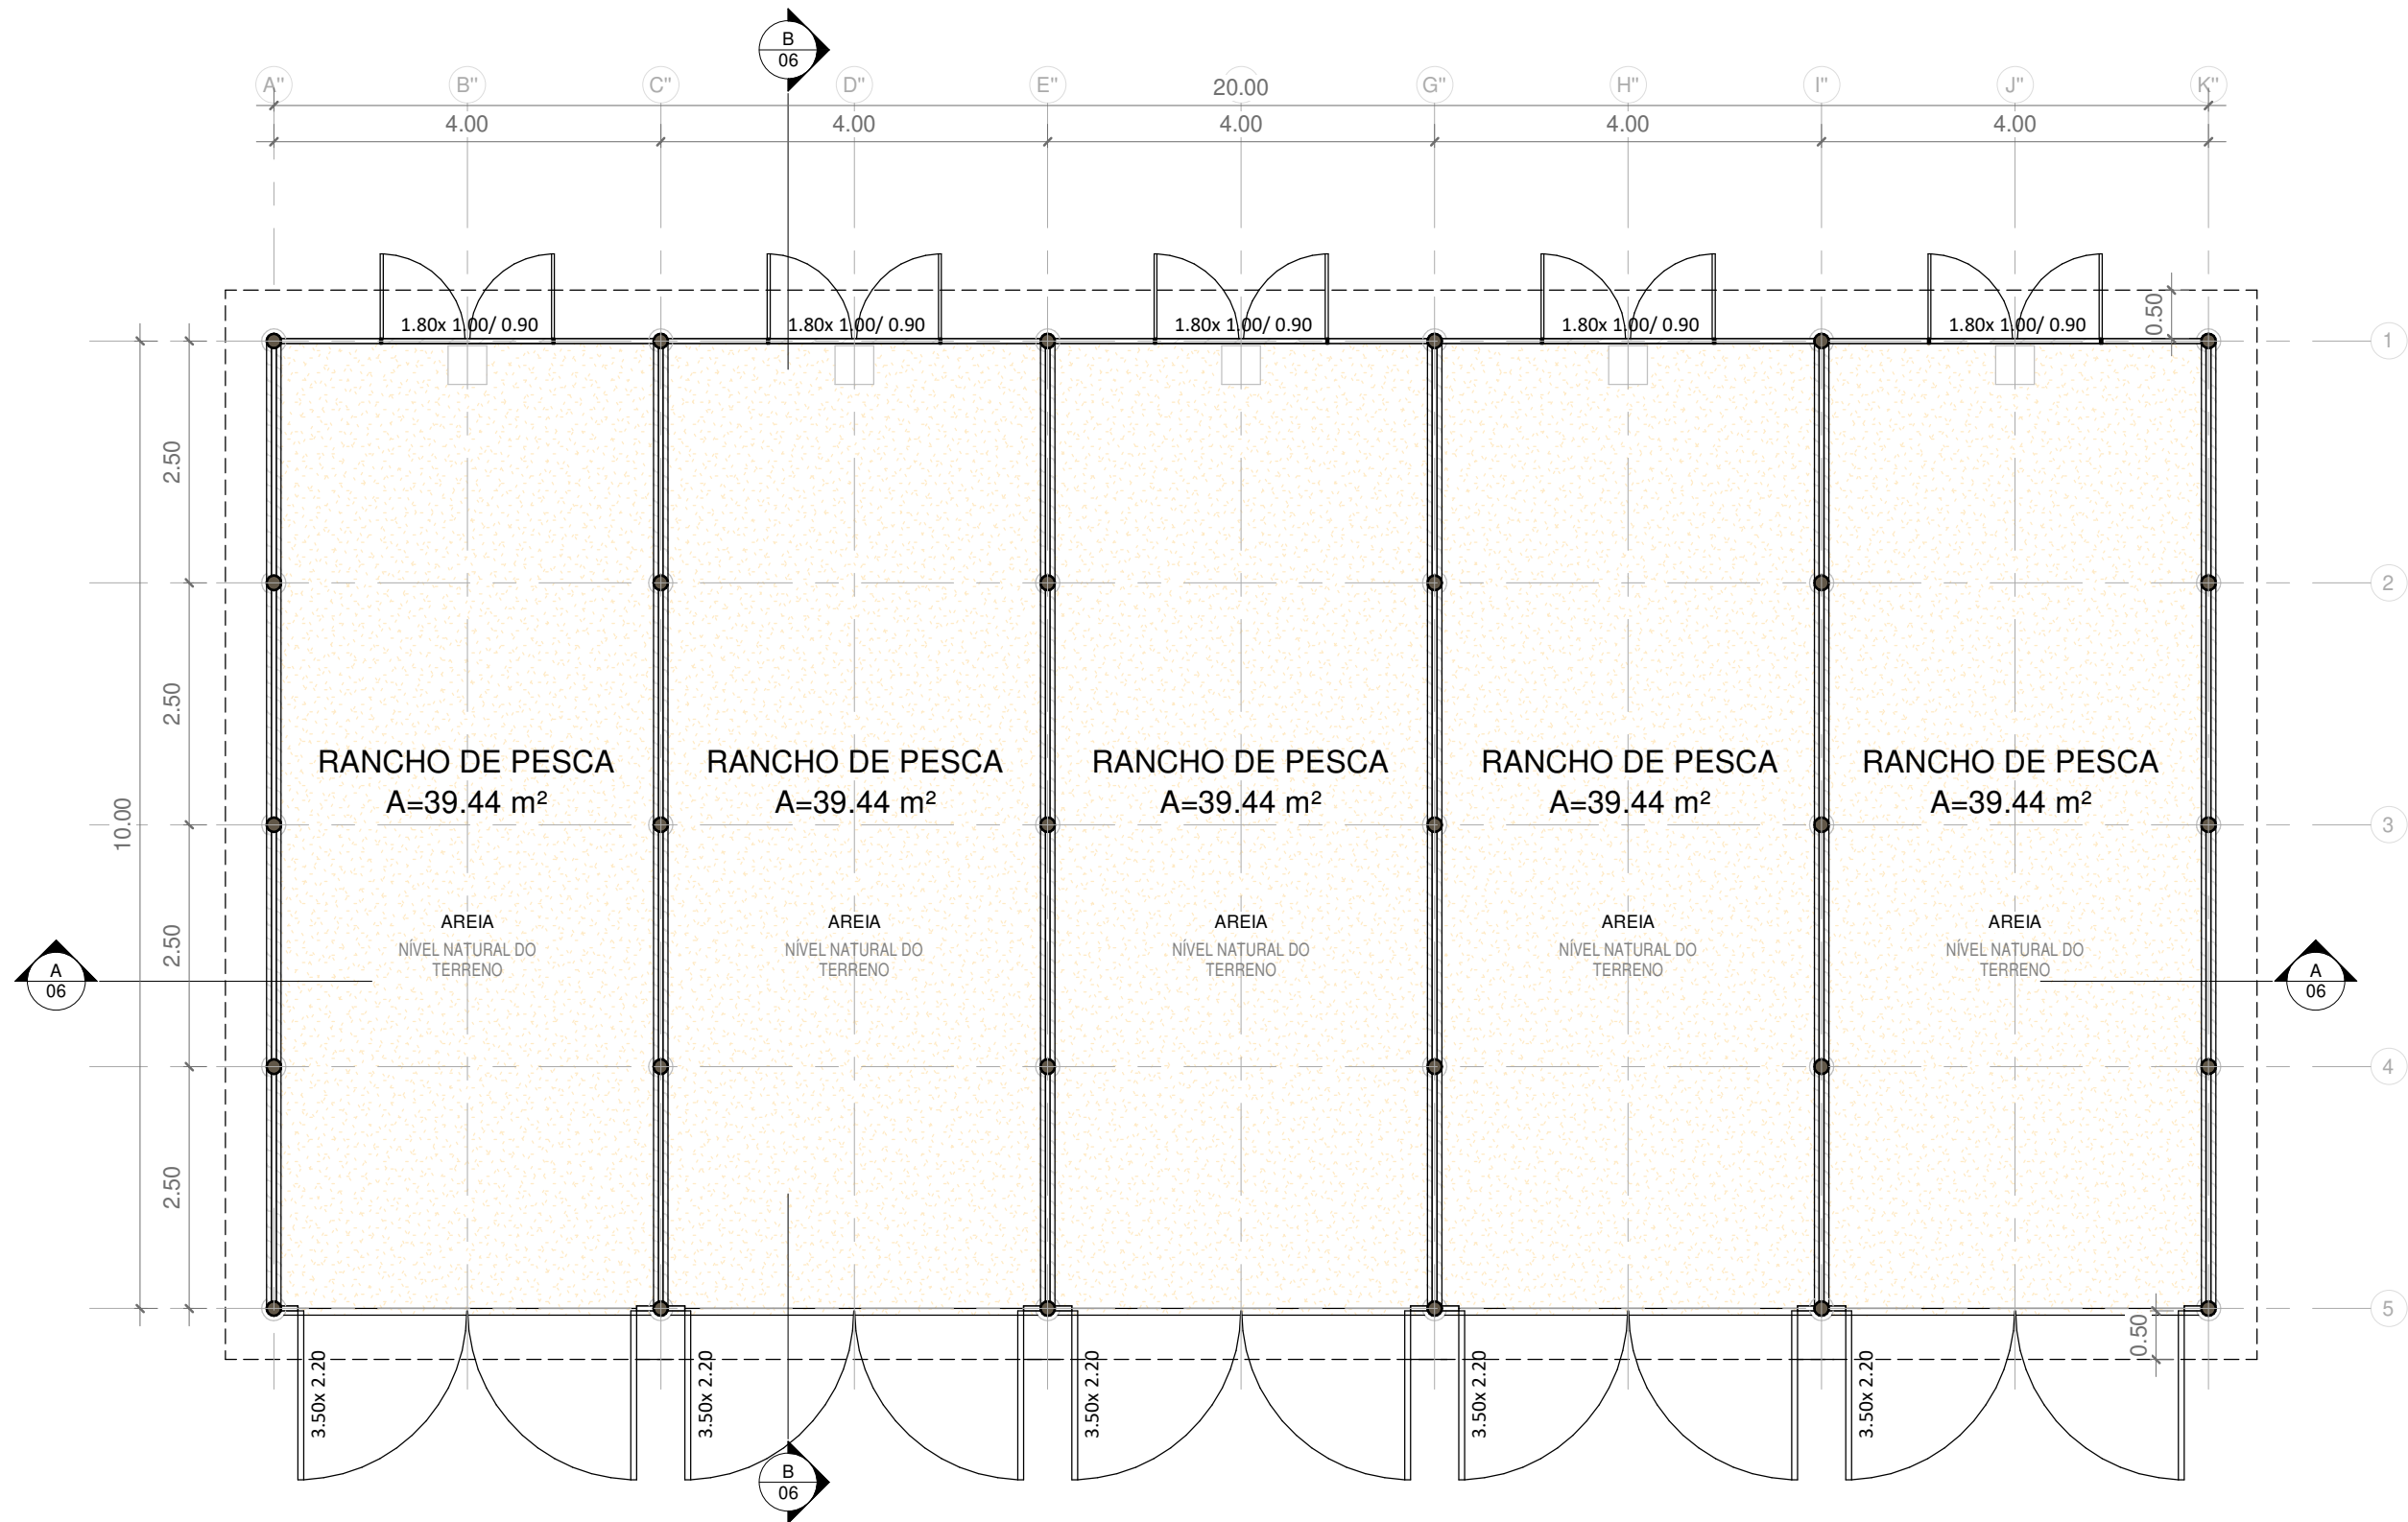 B
06
A" B" C" D" E" 20.00 G" H" I" J" K"
4.00 4.00 4.00 4.00 4.00
0.50
1.80x 1.00/ 0.90 1.80x 1.00/ 0.90 1.80x 1.00/ 0.90 1.80x 1.00/ 0.90 1.80x 1.00/ 0.90
1
2.50
2
2.50
RANCHO DE PESCA RANCHO DE PESCA RANCHO DE PESCA RANCHO DE PESCA RANCHO DE PESCA
A=39.44 m² A=39.44 m² A=39.44 m² A=39.44 m² A=39.44 m²
10.00
3
AREIA AREIA AREIA AREIA AREIA
2.50
NÍVEL NATURAL DO NÍVEL NATURAL DO NÍVEL NATURAL DO NÍVEL NATURAL DO NÍVEL NATURAL DO
TERRENO TERRENO TERRENO TERRENO TERRENO
A A
06 06
4
2.50
5
0.50
3.50x 2.20 3.50x 2.20 3.50x 2.20 3.50x 2.20 3.50x 2.20
B
06